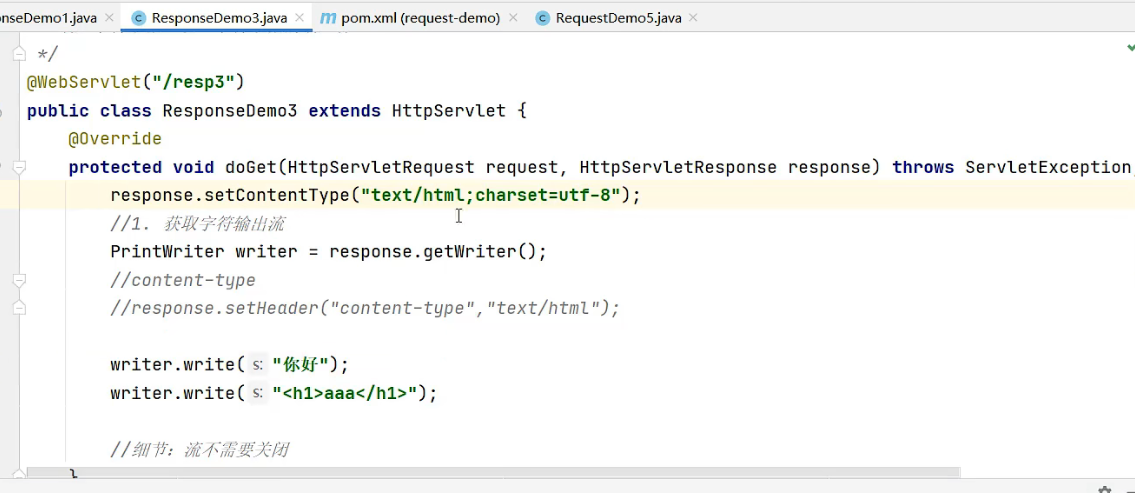 nseDemo1.java × ResponseDemo3.java × pom.xml (request-demo) × RequestDemo5.java ×
*/
@WebServlet("/resp3")
public class ResponseDemo3 extends HttpServlet {
@Override
protected void doGet(HttpServletRequest request, HttpServletResponse response) throws ServletException,
response.setContentType("text/html;charset=utf-8");
//1. 获取字符输出流
PrintWriter writer = response.getWriter();
//content-type
//response.setHeader("content-type","text/html");
writer.write( s: "你好");
writer.write( s: "<h1>aaa</h1>");
//细节：流不需要关闭
}